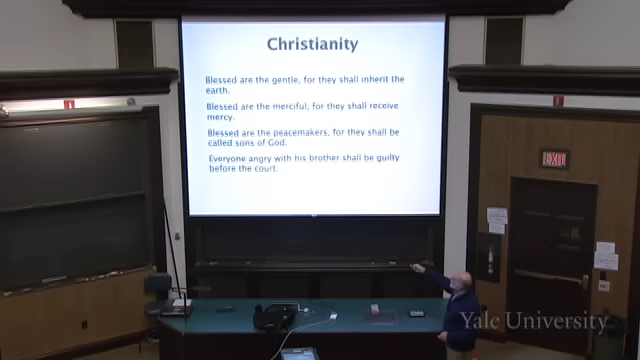 Christianity
Blessed are the gentle, for they shall inherit the
earth.
Blessed are the merciful, for they shall receive
mercy.
Blessed are the peacemakers, for they shall be
called sons of God.
Everyone angry with his brother shall be guilty
before the court.
EXIT
Yale University